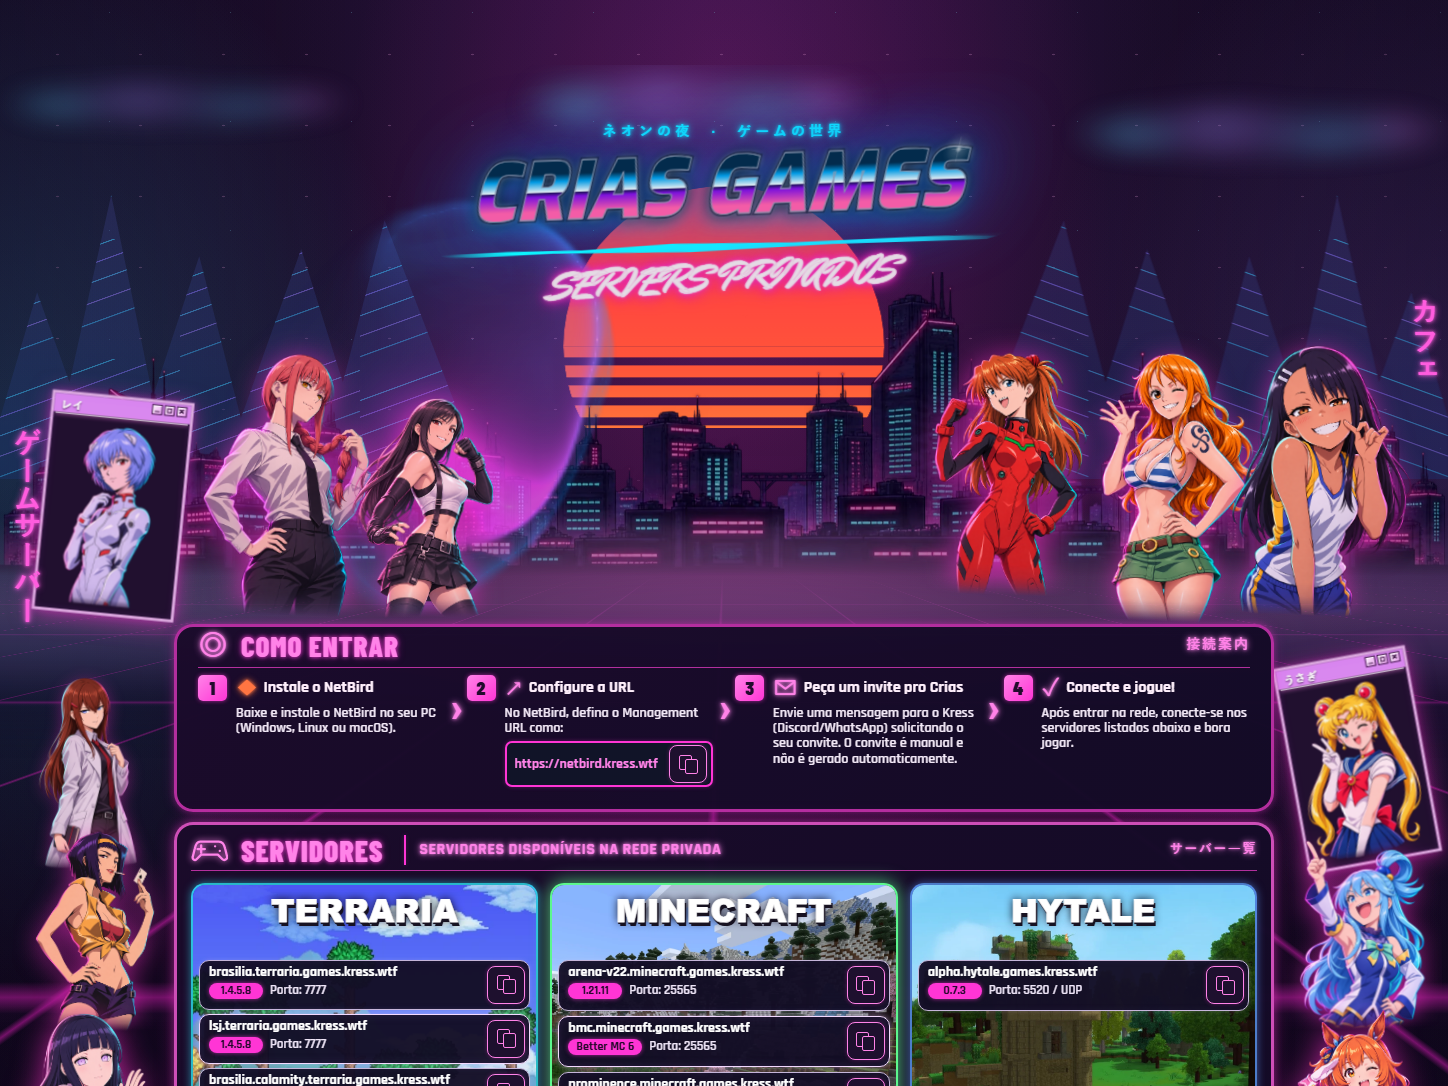 ネオンの夜 · ゲームの世界
CRIAS GAMES
SERVERS PRIVADOS
カフェ
レイ
ゲームサーバー
COMO ENTRAR
接続案内
1
Instale o NetBird
Baixe e instale o NetBird no seu PC
(Windows, Linux ou macOS).
2
Configure a URL
No NetBird, defina o Management
URL como:
https://netbird.kress.wtf
3
Peça um invite pro Crias
Envie uma mensagem para o Kress
(Discord/WhatsApp) solicitando o
seu convite. O convite é manual e
não é gerado automaticamente.
4
Conecte e jogue!
Após entrar na rede, conecte-se nos
servidores listados abaixo e bora
jogar.
うさぎ
SERVIDORES
SERVIDORES DISPONÍVEIS NA REDE PRIVADA
サーバー一覧
TERRARIA
brasilia.terraria.games.kress.wtf
1.4.5.8 Porta: 7777
lsj.terraria.games.kress.wtf
1.4.5.8 Porta: 7777
brasilia.calamity.terraria.games.kress.wtf
MINECRAFT
arena-v22.minecraft.games.kress.wtf
1.21.11 Porta: 25565
bmc.minecraft.games.kress.wtf
Better MC 6 Porta: 25565
prominence.minecraft.games.kress.wtf
HYTALE
alpha.hytale.games.kress.wtf
0.7.3 Porta: 5520 / UDP